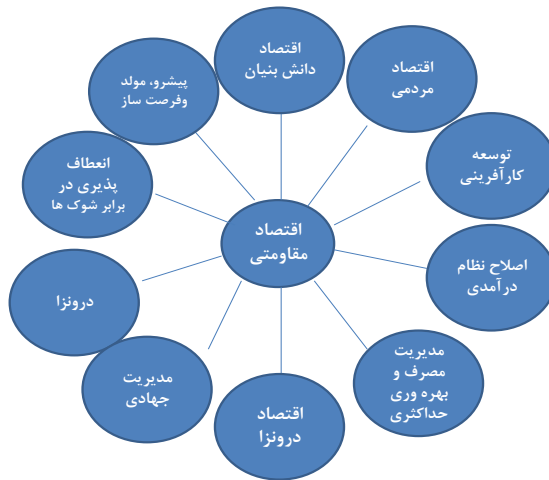 اقتصاد
دانش بنیان
اقتصاد
مردمی
توسعه
کارآفرینی
اصلاح نظام
درآمدی
مدیریت
مصرف و
بهره وری
حداکثری
اقتصاد
درونزا
مدیریت
جهادی
درونزا
انعطاف
پذیری در
برابر شوک ها
پیشرو، مولد
وفرصت ساز
اقتصاد
مقاومتی